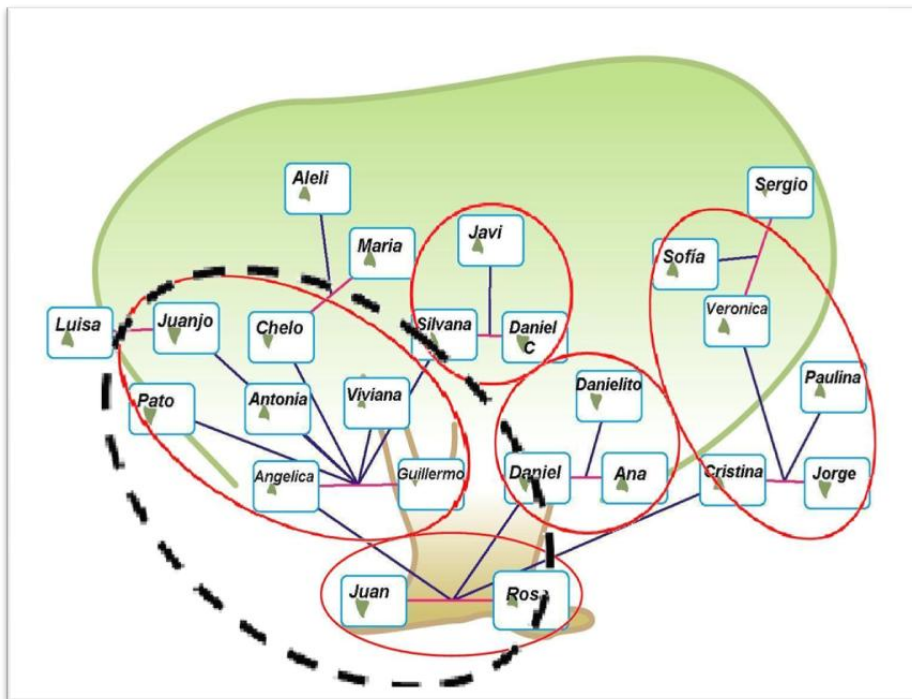 Aleli
Sergio
Maria
Javi
Sofía
Luisa
Juanjo
Chelo
Silvana
Daniel
C
Veronica
Pato
Antonia
Viviana
Danielito
Paulina
Angelica
Guillermo
Daniel
Ana
Cristina
Jorge
Juan
Rosa